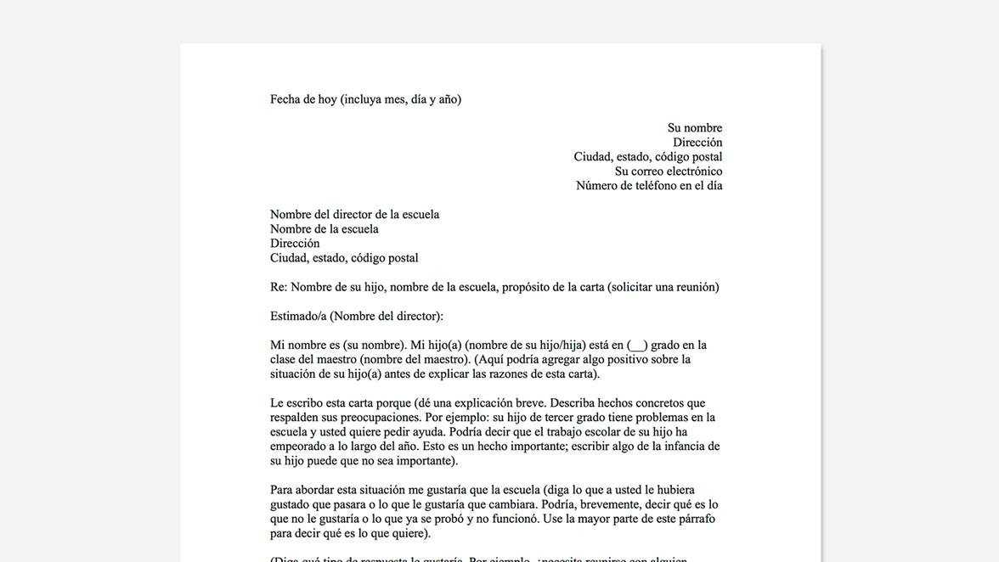 Fecha de hoy (incluya mes, día y año)
Su nombre
Dirección
Ciudad, estado, código postal
Su correo electrónico
Número de teléfono en el día
Nombre del director de la escuela
Nombre de la escuela
Dirección
Ciudad, estado, código postal
Re: Nombre de su hijo, nombre de la escuela, propósito de la carta (solicitar una reunión)
Estimado/a (Nombre del director):
Mi nombre es (su nombre). Mi hijo(a) (nombre de su hijo/hija) está en (__) grado en la
clase del maestro (nombre del maestro). (Aquí podría agregar algo positivo sobre la
situación de su hijo(a) antes de explicar las razones de esta carta).
Le escribo esta carta porque (dé una explicación breve. Describa hechos concretos que
respalden sus preocupaciones. Por ejemplo: su hijo de tercer grado tiene problemas en la
escuela y usted quiere pedir ayuda. Podría decir que el trabajo escolar de su hijo ha
empeorado a lo largo del año. Esto es un hecho importante; escribir algo de la infancia de
su hijo puede que no sea importante).
Para abordar esta situación me gustaría que la escuela (diga lo que a usted le hubiera
gustado que pasara o lo que le gustaría que cambiara. Podría, brevemente, decir qué es lo
que no le gustaría o lo que ya se probó y no funcionó. Use la mayor parte de este párrafo
para decir qué es lo que quiere).
(Diga qué tipo de respuesta le gustaría. Por ejemplo, ¿necesita reunirse con alguien